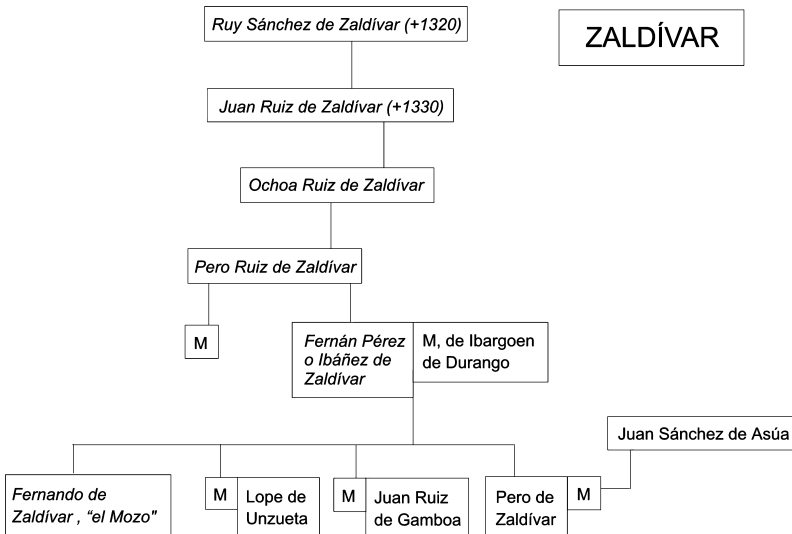 Ruy Sánchez de Zaldívar (+1320)
ZALDÍVAR
Juan Ruiz de Zaldívar (+1330)
Ochoa Ruiz de Zaldívar
Pero Ruiz de Zaldívar
M
Fernán Pérez
o Ibáñez de
Zaldívar
M, de Ibargoen
de Durango
Juan Sánchez de Asúa
Fernando de
Zaldívar , “el Mozo"
M
Lope de
Unzueta
M
Juan Ruiz
de Gamboa
Pero de
Zaldívar
M